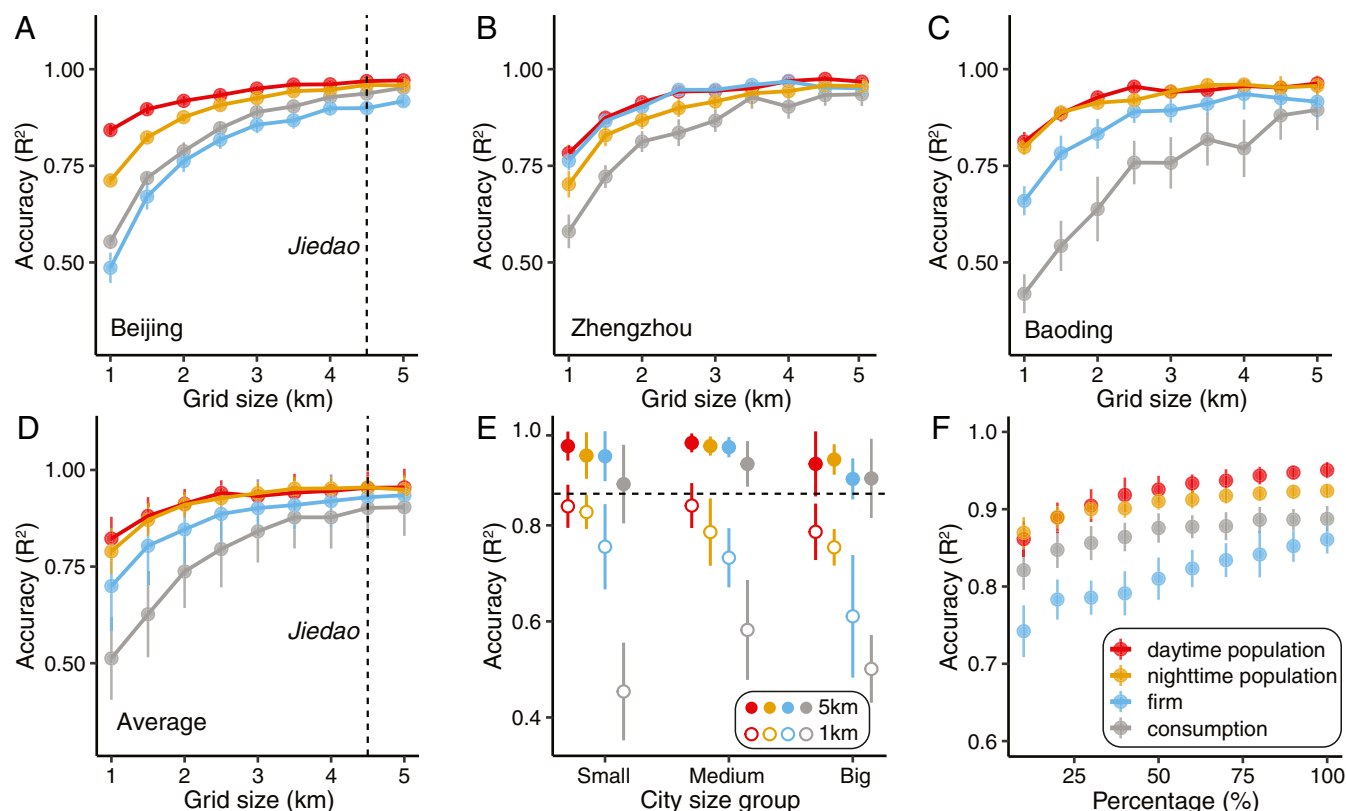 A
Accuracy (R²)
1.00
0.75
0.50
Jiedao
Beijing
1 2 3 4 5
Grid size (km)
B
Accuracy (R²)
1.00
0.75
0.50
Zhengzhou
1 2 3 4 5
Grid size (km)
C
Accuracy (R²)
1.00
0.75
0.50
Baoding
1 2 3 4 5
Grid size (km)
D
Accuracy (R²)
1.00
0.75
0.50
Jiedao
Average
1 2 3 4 5
Grid size (km)
E
Accuracy (R²)
1.0
0.8
0.6
0.4
5km
1km
Small Medium Big
City size group
F
Accuracy (R²)
1.0
0.9
0.8
0.7
0.6
daytime population
nighttime population
firm
consumption
25 50 75 100
Percentage (%)